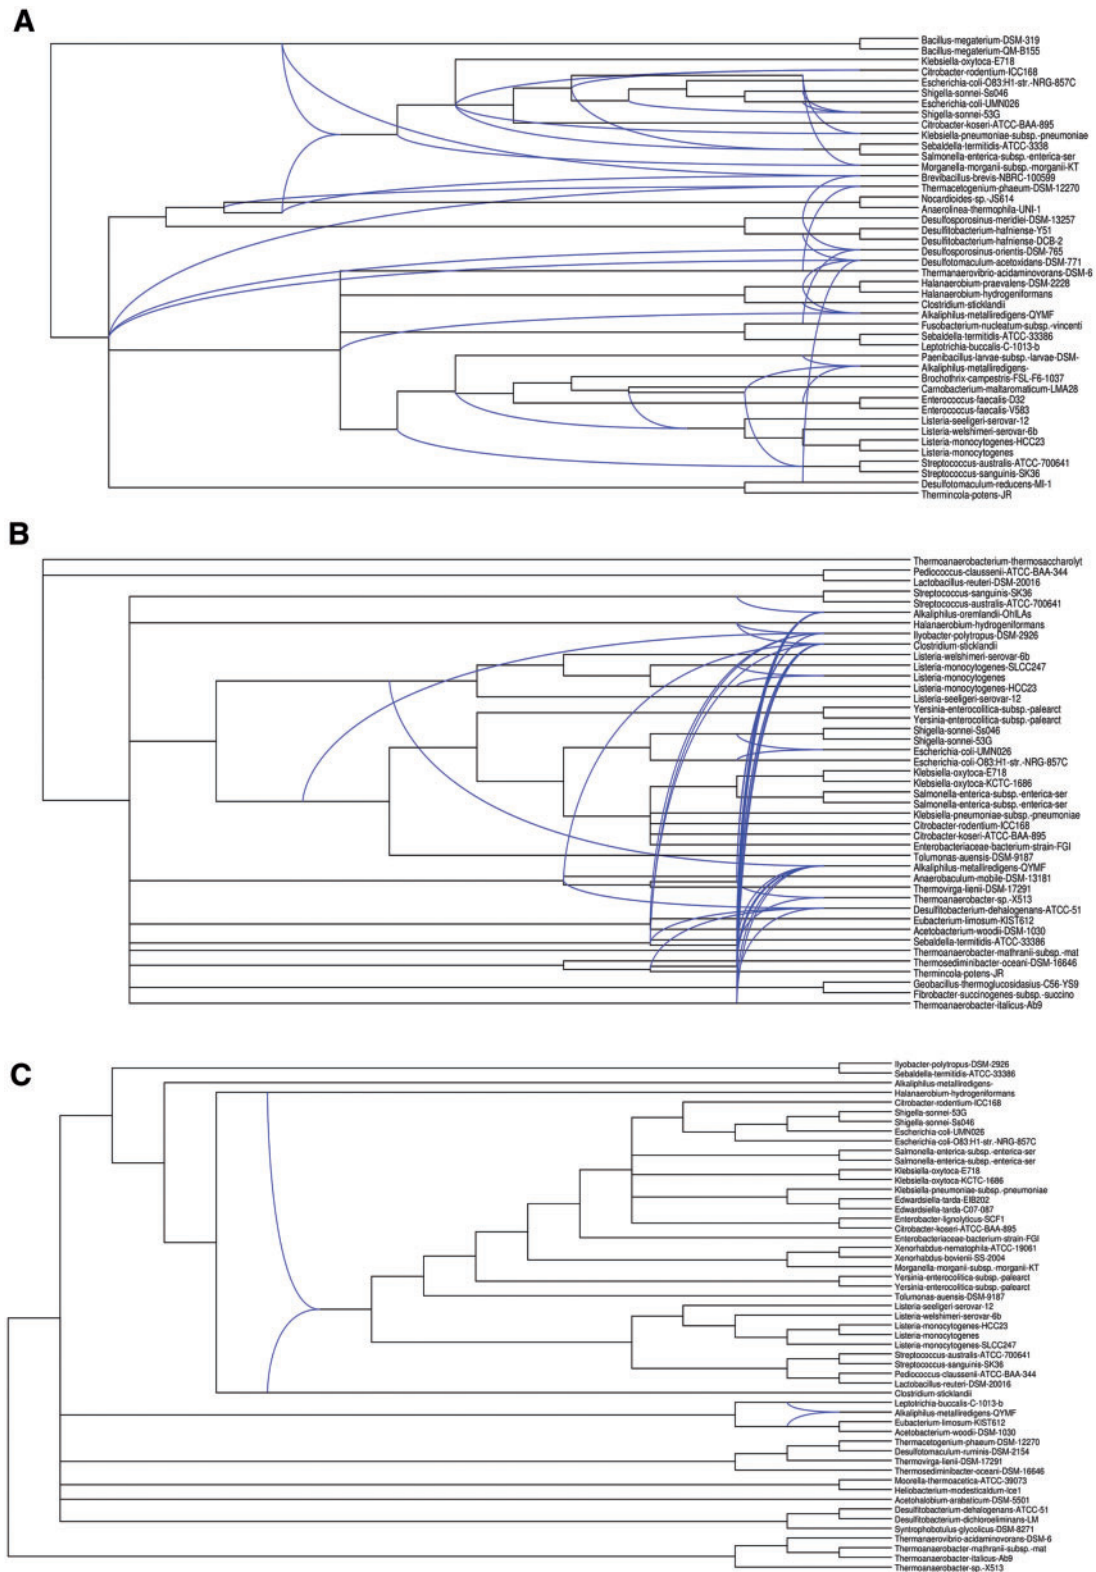 A
Bacillus-megaterium-DSM-319
Bacillus-megaterium-QM-B155
Klebsiella-oxytoca-E718
Citrobacter-rodentium-ICC168
Escherichia-coli-O83:H1-str.-NRG-857C
Shigella-sonnei-Ss046
Escherichia-coli-UMN026
Shigella-sonnei-53G
Citrobacter-koseri-ATCC-BAA-895
Klebsiella-pneumoniae-subsp.-pneumoniae
Sebaldella-termitidis-ATCC-3338
Salmonella-enterica-subsp.-enterica-ser
Morganella-morganii-subsp.-morganii-KT
Brevibacillus-brevis-NBRC-100599
Thermacetogenium-phaeum-DSM-12270
Nocardioides-sp.-JS614
Anaerolinea-thermophila-UNI-1
Desulfosporosinus-meridiei-DSM-13257
Desulfitobacterium-hafniense-Y51
Desulfitobacterium-hafniense-DCB-2
Desulfosporosinus-orientis-DSM-765
Desulfotomaculum-acetoxidans-DSM-771
Thermanaerovibrio-acidaminovorans-DSM-6
Halanaerobium-praevalens-DSM-2228
Halanaerobium-hydrogeniformans
Clostridium-sticklandii
Alkaliphilus-metalliredigens-QYMF
Fusobacterium-nucleatum-subsp.-vincenti
Sebaldella-termitidis-ATCC-33386
Leptotrichia-buccalis-C-1013-b
Paenibacillus-larvae-subsp.-larvae-DSM-
Alkaliphilus-metalliredigens-
Brochothrix-campestris-FSL-F6-1037
Carnobacterium-maltaromaticum-LMA28
Enterococcus-faecalis-D32
Enterococcus-faecalis-V583
Listeria-seeligeri-serovar-12
Listeria-welshimeri-serovar-6b
Listeria-monocytogenes-HCC23
Listeria-monocytogenes
Streptococcus-australis-ATCC-700641
Streptococcus-sanguinis-SK36
Desulfotomaculum-reducens-MI-1
Thermincola-potens-JR
B
Thermoanaerobacterium-thermosaccharolyt
Pediococcus-claussenii-ATCC-BAA-344
Lactobacillus-reuteri-DSM-20016
Streptococcus-sanguinis-SK36
Streptococcus-australis-ATCC-700641
Alkaliphilus-oremlandii-OhILAs
Halanaerobium-hydrogeniformans
Ilyobacter-polytropus-DSM-2926
Clostridium-sticklandii
Listeria-welshimeri-serovar-6b
Listeria-monocytogenes-SLCC247
Listeria-monocytogenes
Listeria-monocytogenes-HCC23
Listeria-seeligeri-serovar-12
Yersinia-enterocolitica-subsp.-palearct
Yersinia-enterocolitica-subsp.-palearct
Shigella-sonnei-Ss046
Shigella-sonnei-53G
Escherichia-coli-UMN026
Escherichia-coli-O83:H1-str.-NRG-857C
Klebsiella-oxytoca-E718
Klebsiella-oxytoca-KCTC-1686
Salmonella-enterica-subsp.-enterica-ser
Salmonella-enterica-subsp.-enterica-ser
Klebsiella-pneumoniae-subsp.-pneumoniae
Citrobacter-rodentium-ICC168
Citrobacter-koseri-ATCC-BAA-895
Enterobacteriaceae-bacterium-strain-FGI
Tolumonas-auensis-DSM-9187
Alkaliphilus-metalliredigens-QYMF
Anaerobaculum-mobile-DSM-13181
Thermovirga-lienii-DSM-17291
Thermoanaerobacter-sp.-X513
Desulfitobacterium-dehalogenans-ATCC-51
Eubacterium-limosum-KIST612
Acetobacterium-woodii-DSM-1030
Sebaldella-termitidis-ATCC-33386
Thermoanaerobacter-mathranii-subsp.-mat
Thermosediminibacter-oceani-DSM-16646
Thermincola-potens-JR
Geobacillus-thermoglucosidasius-C56-YS9
Fibrobacter-succinogenes-subsp.-succino
Thermoanaerobacter-italicus-Ab9
C
Ilyobacter-polytropus-DSM-2926
Sebaldella-termitidis-ATCC-33386
Alkaliphilus-metalliredigens-
Halanaerobium-hydrogeniformans
Citrobacter-rodentium-ICC168
Shigella-sonnei-53G
Shigella-sonnei-Ss046
Escherichia-coli-UMN026
Escherichia-coli-O83:H1-str.-NRG-857C
Salmonella-enterica-subsp.-enterica-ser
Salmonella-enterica-subsp.-enterica-ser
Klebsiella-oxytoca-E718
Klebsiella-oxytoca-KCTC-1686
Klebsiella-pneumoniae-subsp.-pneumoniae
Edwardsiella-tarda-EIB202
Edwardsiella-tarda-C07-087
Enterobacter-lignolyticus-SCF1
Citrobacter-koseri-ATCC-BAA-895
Enterobacteriaceae-bacterium-strain-FGI
Xenorhabdus-nematophila-ATCC-19061
Xenorhabdus-bovienii-SS-2004
Morganella-morganii-subsp.-morganii-KT
Yersinia-enterocolitica-subsp.-palearct
Yersinia-enterocolitica-subsp.-palearct
Tolumonas-auensis-DSM-9187
Listeria-seeligeri-serovar-12
Listeria-welshimeri-serovar-6b
Listeria-monocytogenes-HCC23
Listeria-monocytogenes
Listeria-monocytogenes-SLCC247
Streptococcus-australis-ATCC-700641
Streptococcus-sanguinis-SK36
Pediococcus-claussenii-ATCC-BAA-344
Lactobacillus-reuteri-DSM-20016
Clostridium-sticklandii
Leptotrichia-buccalis-C-1013-b
Alkaliphilus-metalliredigens-QYMF
Eubacterium-limosum-KIST612
Acetobacterium-woodii-DSM-1030
Thermacetogenium-phaeum-DSM-12270
Desulfotomaculum-ruminis-DSM-2154
Thermovirga-lienii-DSM-17291
Thermosediminibacter-oceani-DSM-16646
Moorella-thermoacetica-ATCC-39073
Heliobacterium-modesticaldum-Ice1
Acetohalobium-arabaticum-DSM-5501
Desulfitobacterium-dehalogenans-ATCC-51
Desulfitobacterium-dichloroeliminans-LM
Syntrophobotulus-glycolicus-DSM-8271
Thermanaerovibrio-acidaminovorans-DSM-6
Thermoanaerobacter-mathranii-subsp.-mat
Thermoanaerobacter-italicus-Ab9
Thermoanaerobacter-sp.-X513